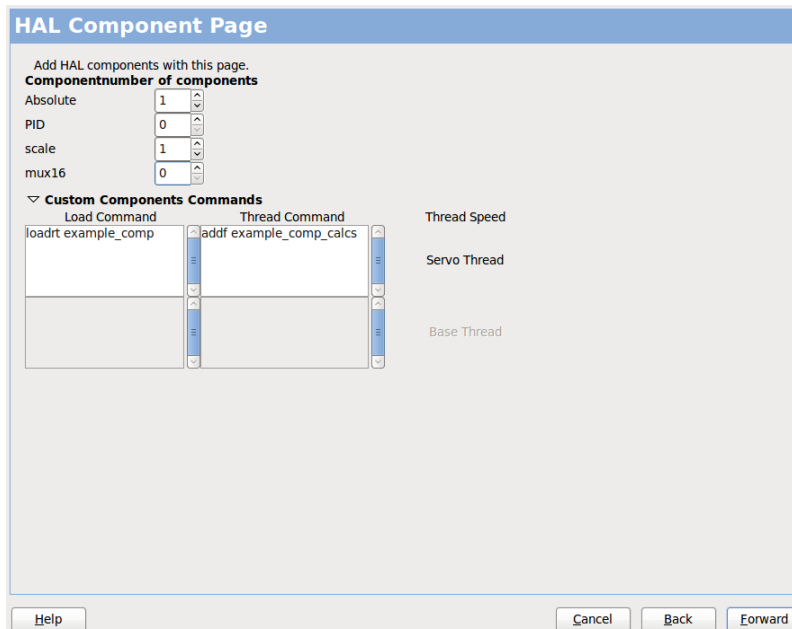 HAL Component Page
Add HAL components with this page.
Componentnumber of components
Absolute 1
PID 0
scale 1
mux16 0
Custom Components Commands
Load Command Thread Command Thread Speed
loadrt example_comp addf example_comp_calcs
Servo Thread
Base Thread
Help Cancel Back Forward